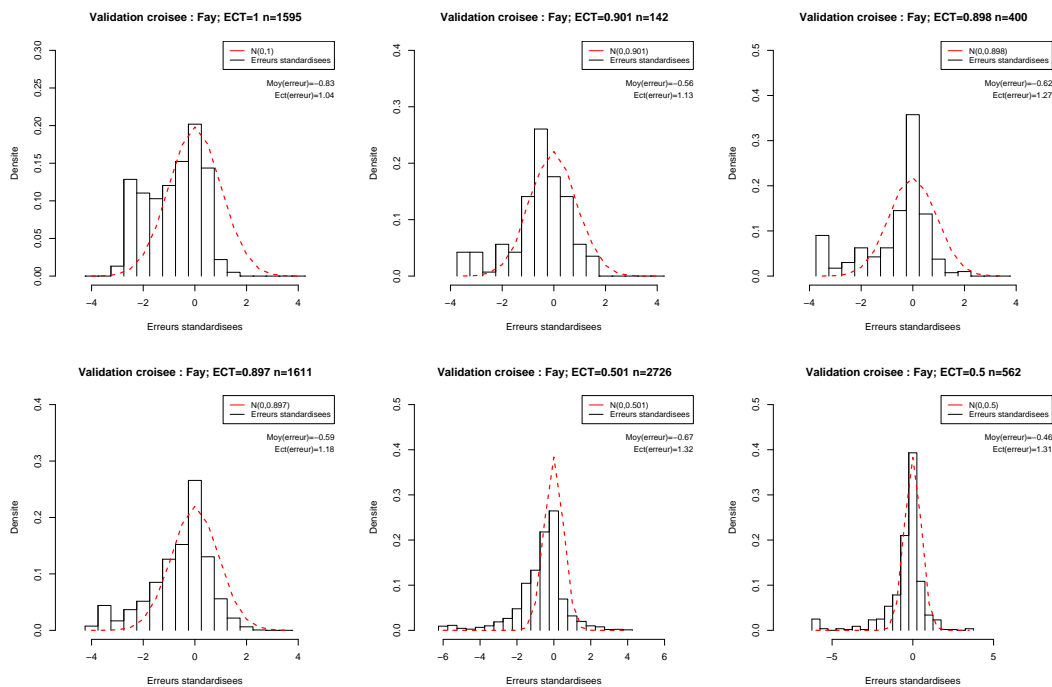 Validation croisee : Fay; ECT=1 n=1595
N(0,1)
Erreurs standardisees
Moy(erreur)=−0.83
Ect(erreur)=1.04
Densite
0.00 0.05 0.10 0.15 0.20 0.25 0.30
−4 −2 0 2 4
Erreurs standardisees
Validation croisee : Fay; ECT=0.901 n=142
N(0,0.901)
Erreurs standardisees
Moy(erreur)=−0.56
Ect(erreur)=1.13
Densite
0.0 0.1 0.2 0.3 0.4
−4 −2 0 2 4
Erreurs standardisees
Validation croisee : Fay; ECT=0.898 n=400
N(0,0.898)
Erreurs standardisees
Moy(erreur)=−0.62
Ect(erreur)=1.27
Densite
0.0 0.1 0.2 0.3 0.4 0.5
−4 −2 0 2 4
Erreurs standardisees
Validation croisee : Fay; ECT=0.897 n=1611
N(0,0.897)
Erreurs standardisees
Moy(erreur)=−0.59
Ect(erreur)=1.18
Densite
0.0 0.1 0.2 0.3 0.4
−4 −2 0 2 4
Erreurs standardisees
Validation croisee : Fay; ECT=0.501 n=2726
N(0,0.501)
Erreurs standardisees
Moy(erreur)=−0.67
Ect(erreur)=1.32
Densite
0.0 0.1 0.2 0.3 0.4 0.5
−6 −4 −2 0 2 4 6
Erreurs standardisees
Validation croisee : Fay; ECT=0.5 n=562
N(0,0.5)
Erreurs standardisees
Moy(erreur)=−0.46
Ect(erreur)=1.31
Densite
0.0 0.1 0.2 0.3 0.4 0.5
−5 0 5
Erreurs standardisees